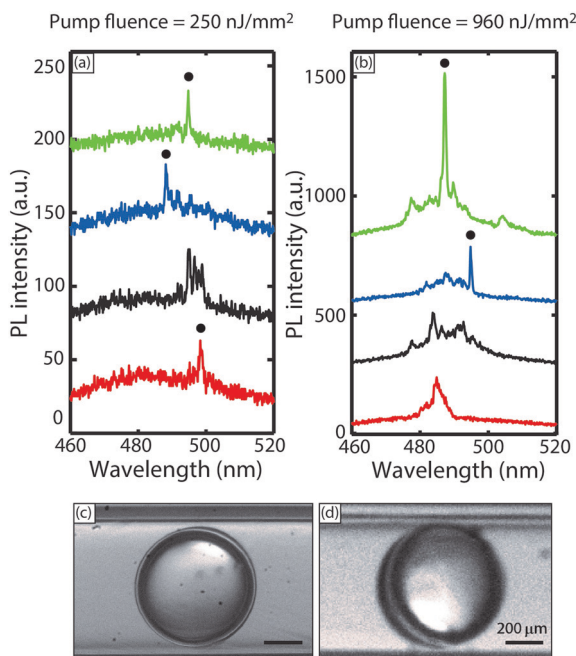 Pump fluence = 250 nJ/mm²
Pump fluence = 960 nJ/mm²
(a)
250
200
150
100
50
0
PL intensity (a.u.)
460
480
500
520
Wavelength (nm)
(b)
1500
1000
500
0
PL intensity (a.u.)
460
480
500
520
Wavelength (nm)
(c)
(d)
200 μm